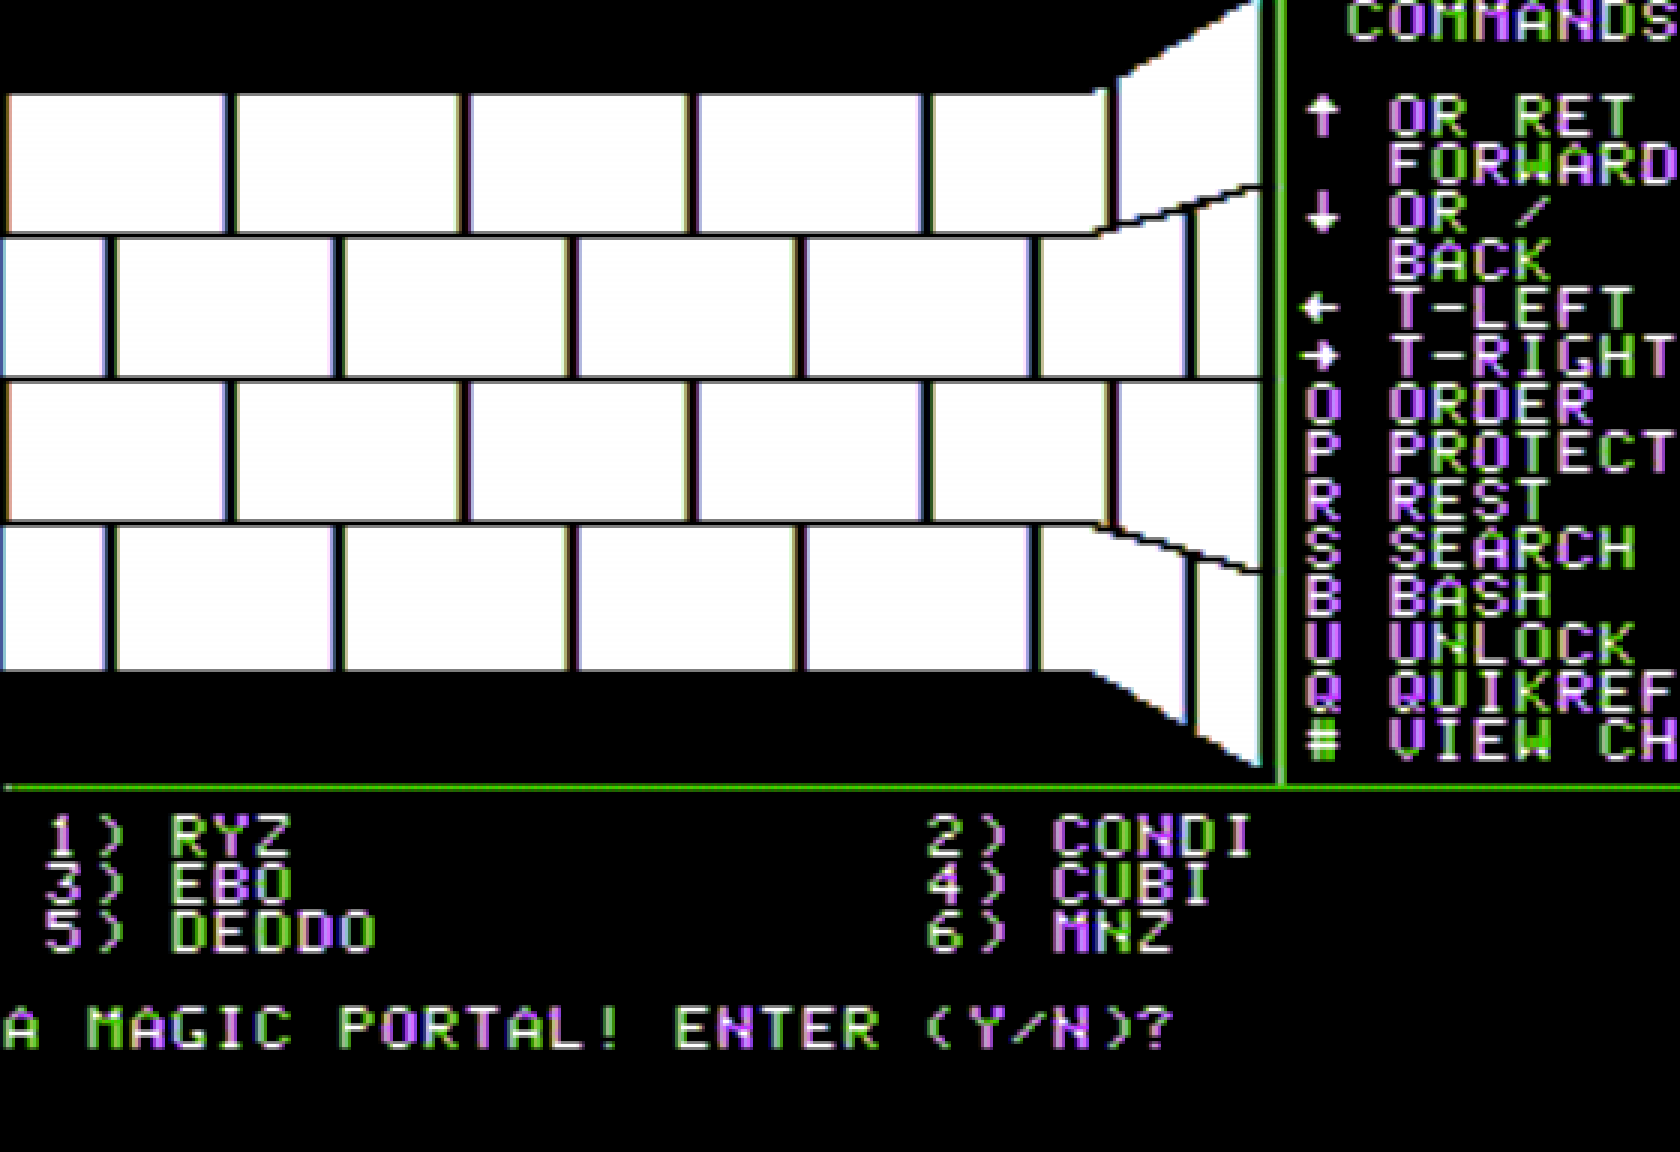 COMMANDS
↑ OR RET
FORWARD
↓ OR /
BACK
← T-LEFT
→ T-RIGHT
O ORDER
P PROTECT
R REST
S SEARCH
B BASH
U UNLOCK
Q QUIKREF
# VIEW CH
1) RYZ 2) CONDI
3) EBO 4) CUBI
5) DEDDO 6) MNZ
A MAGIC PORTAL! ENTER (Y/N)?